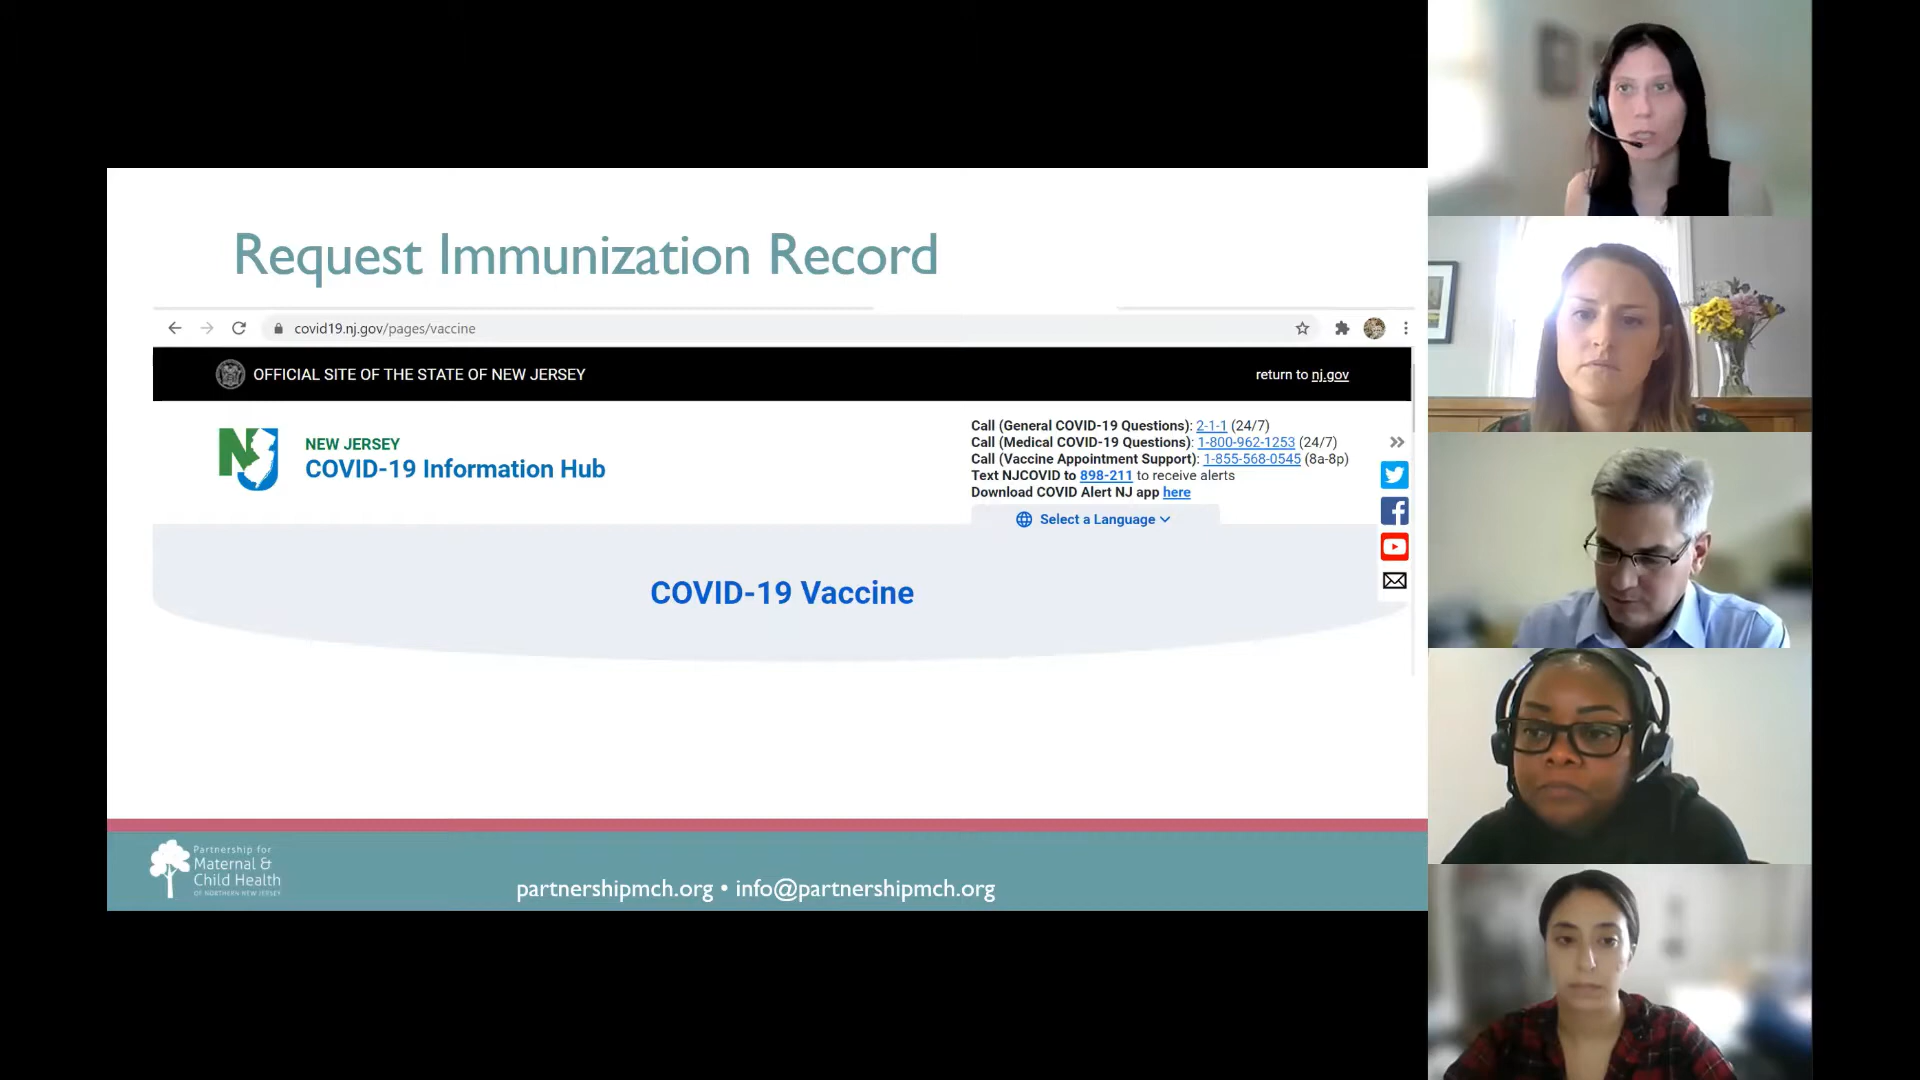 Request Immunization Record
covid19.nj.gov/pages/vaccine
OFFICIAL SITE OF THE STATE OF NEW JERSEY
return to nj.gov
NEW JERSEY
COVID-19 Information Hub
Call (General COVID-19 Questions): 2-1-1 (24/7)
Call (Medical COVID-19 Questions): 1-800-962-1253 (24/7)
Call (Vaccine Appointment Support): 1-855-568-0545 (8a-8p)
Text NJCOVID to 898-211 to receive alerts
Download COVID Alert NJ app here
Select a Language
COVID-19 Vaccine
Partnership for
Maternal &
Child Health
OF NORTHERN NEW JERSEY
partnershipmch.org • info@partnershipmch.org